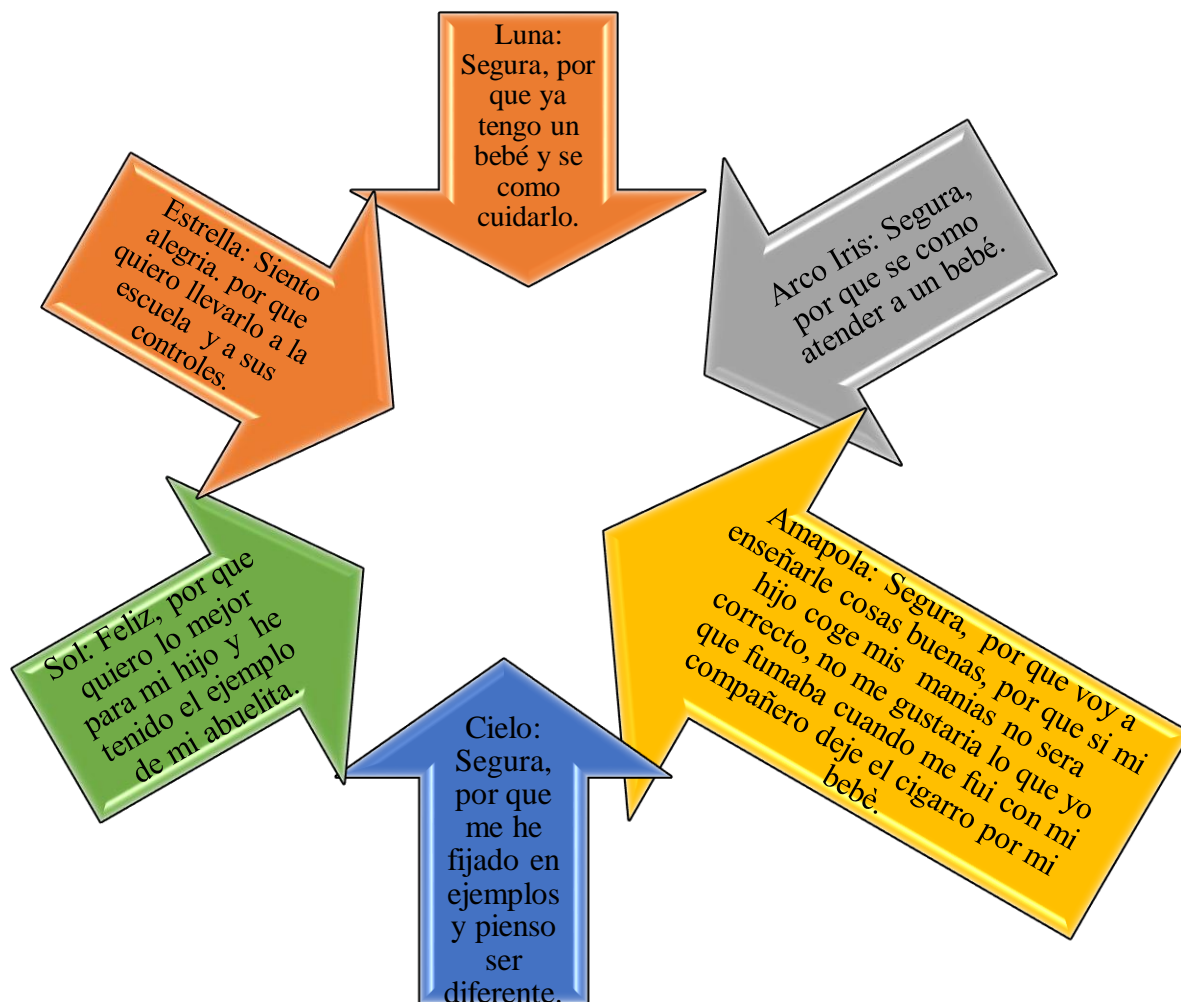 Luna:
Segura, por
que ya
tengo un
bebé y se
como
cuidarlo.
Arco Iris: Segura,
por que se como
atender a un bebé.
Amapola: Segura, por que voy a
enseñarle cosas buenas, por que si mi
hijo coge mis manías no sera
correcto, no me gustaria lo que yo
que fumaba cuando me fui con mi
compañero deje el cigarro por mi
bebè.
Cielo:
Segura,
por que
me he
fijado en
ejemplos
y pienso
ser
diferente.
Sol: Feliz, por que
quiero lo mejor
para mi hijo y he
tenido el ejemplo
de mi abuelita.
Estrella: Siento
alegria. por que
quiero llevarlo a la
escuela y a sus
controles.